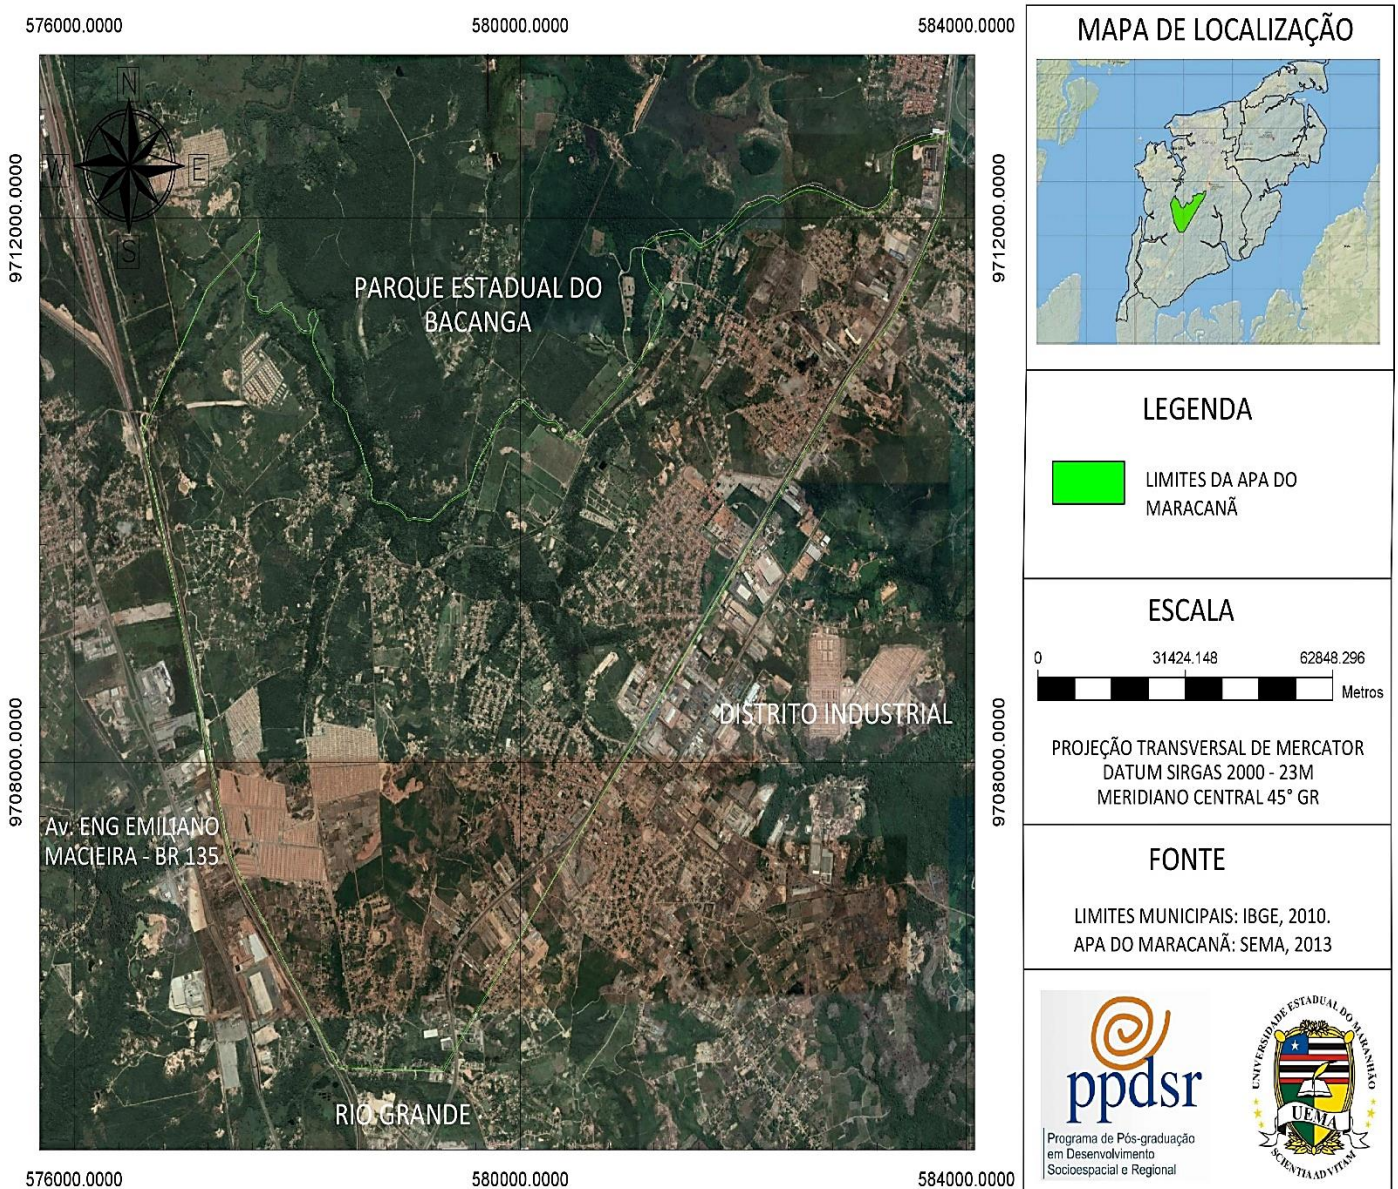 576000.0000
580000.0000
584000.0000
9712000.0000
9712000.0000
N
W
E
S
PARQUE ESTADUAL DO
BACANGA
DISTRITO INDUSTRIAL
9708000.0000
9708000.0000
Av. ENG EMILIANO
MACIEIRA - BR 135
RIO GRANDE
576000.0000
580000.0000
584000.0000
MAPA DE LOCALIZAÇÃO
LEGENDA
LIMITES DA APA DO
MARACANÃ
ESCALA
0 31424.148 62848.296
Metros
PROJEÇÃO TRANSVERSAL DE MERCATOR
DATUM SIRGAS 2000 - 23M
MERIDIANO CENTRAL 45° GR
FONTE
LIMITES MUNICIPAIS: IBGE, 2010.
APA DO MARACANÃ: SEMA, 2013
ppdsr
Programa de Pós-graduação
em Desenvolvimento
Socioespacial e Regional
UNIVERSIDADE ESTADUAL DO MARANHÃO
UEMA
SCIENTIA AD VITAM